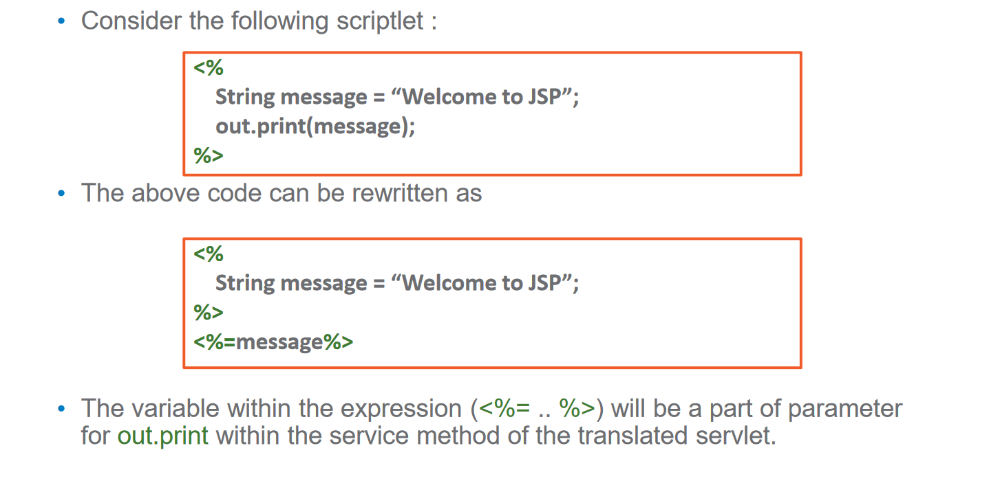 • Consider the following scriptlet :
<%
String message = “Welcome to JSP”;
out.print(message);
%>
• The above code can be rewritten as
<%
String message = “Welcome to JSP”;
%>
<%=message%>
• The variable within the expression (<%= .. %>) will be a part of parameter
for out.print within the service method of the translated servlet.